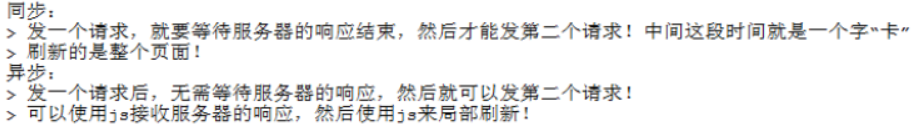 同步：
> 发一个请求，就要等待服务器的响应结束，然后才能发第二个请求！中间这段时间就是一个字“卡”
> 刷新的是整个页面！
异步：
> 发一个请求后，无需等待服务器的响应，然后就可以发第二个请求！
> 可以使用js接收服务器的响应，然后使用js来局部刷新！